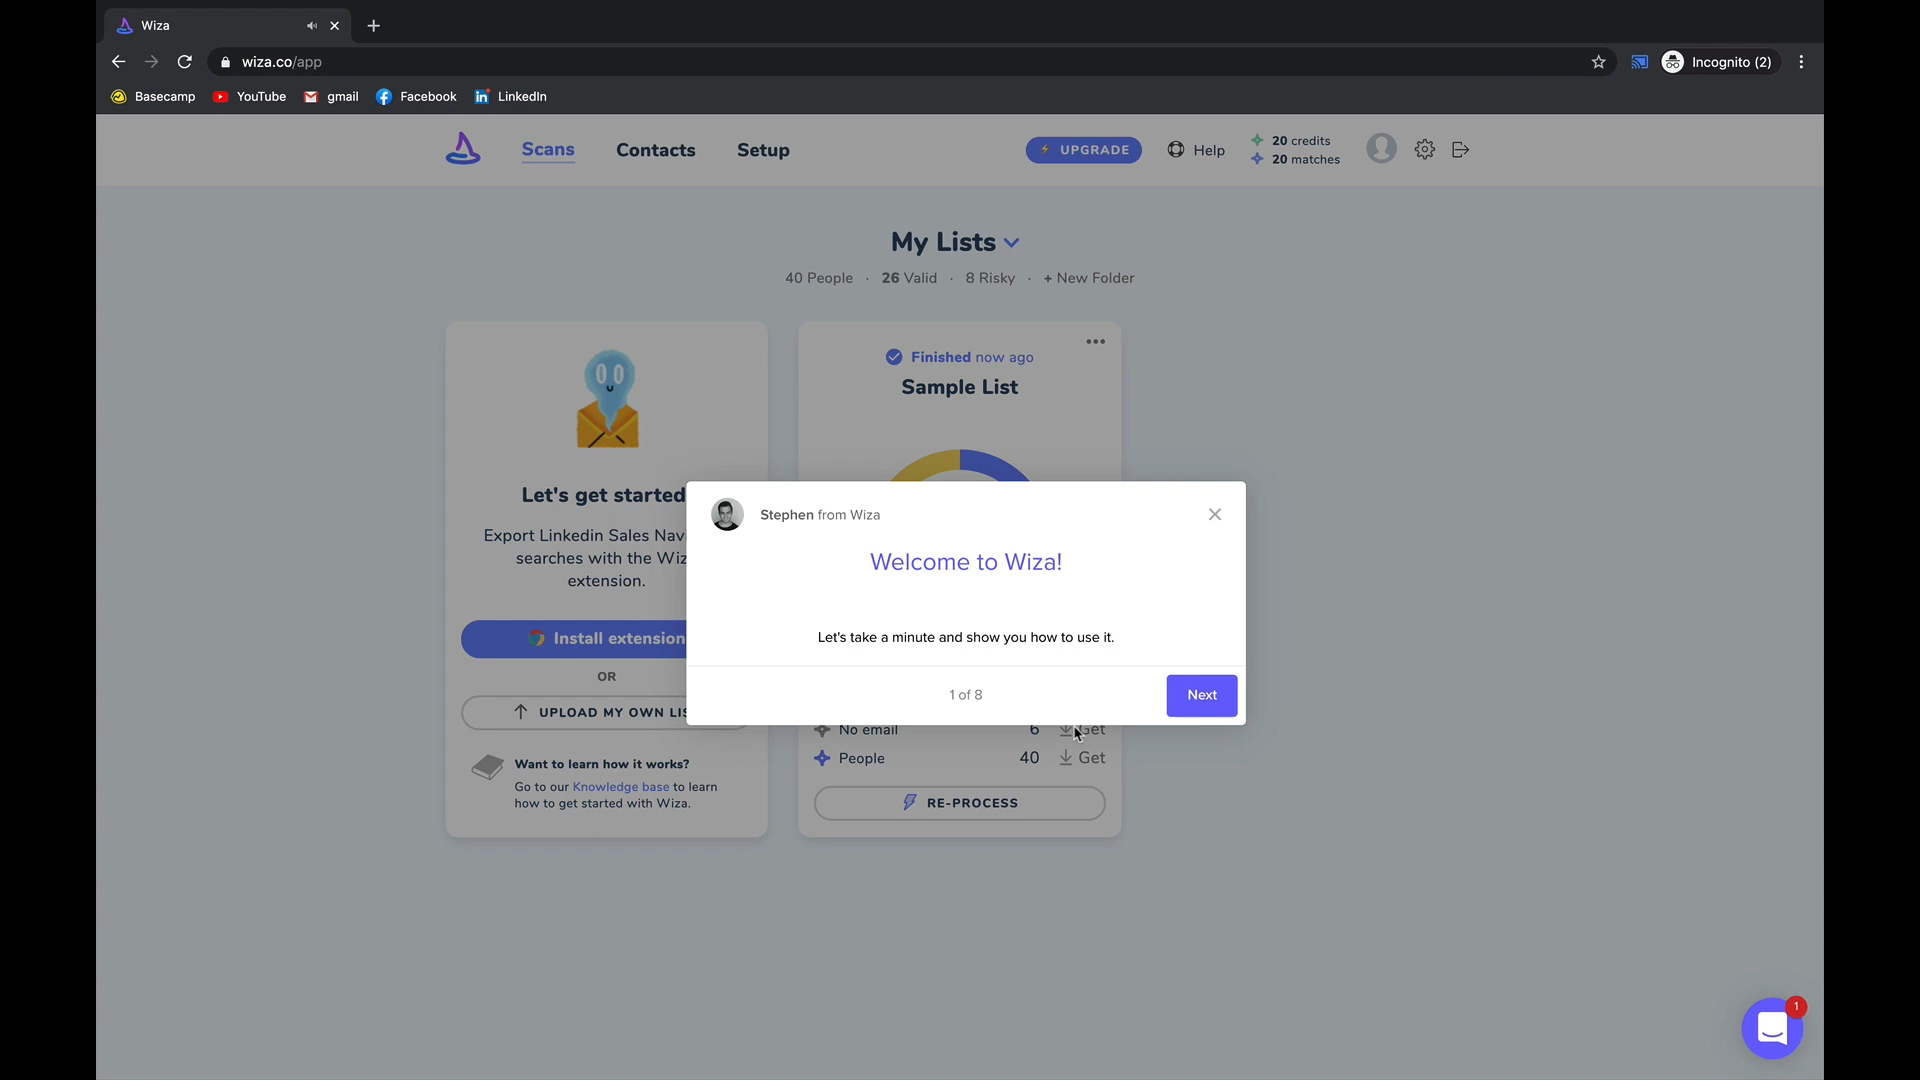 Wiza
wiza.co/app
Incognito (2)
Basecamp
YouTube
gmail
Facebook
LinkedIn
Scans
Contacts
Setup
UPGRADE
Help
20 credits
20 matches
My Lists
40 People · 26 Valid · 8 Risky · + New Folder
Let's get started
Export Linkedin Sales Navi
searches with the Wiz
extension.
Install extension
OR
UPLOAD MY OWN LIS
Want to learn how it works?
Go to our Knowledge base to learn
how to get started with Wiza.
Finished now ago
Sample List
Stephen from Wiza
Welcome to Wiza!
Let's take a minute and show you how to use it.
1 of 8
Next
No email 6 Get
People 40 Get
RE-PROCESS
1